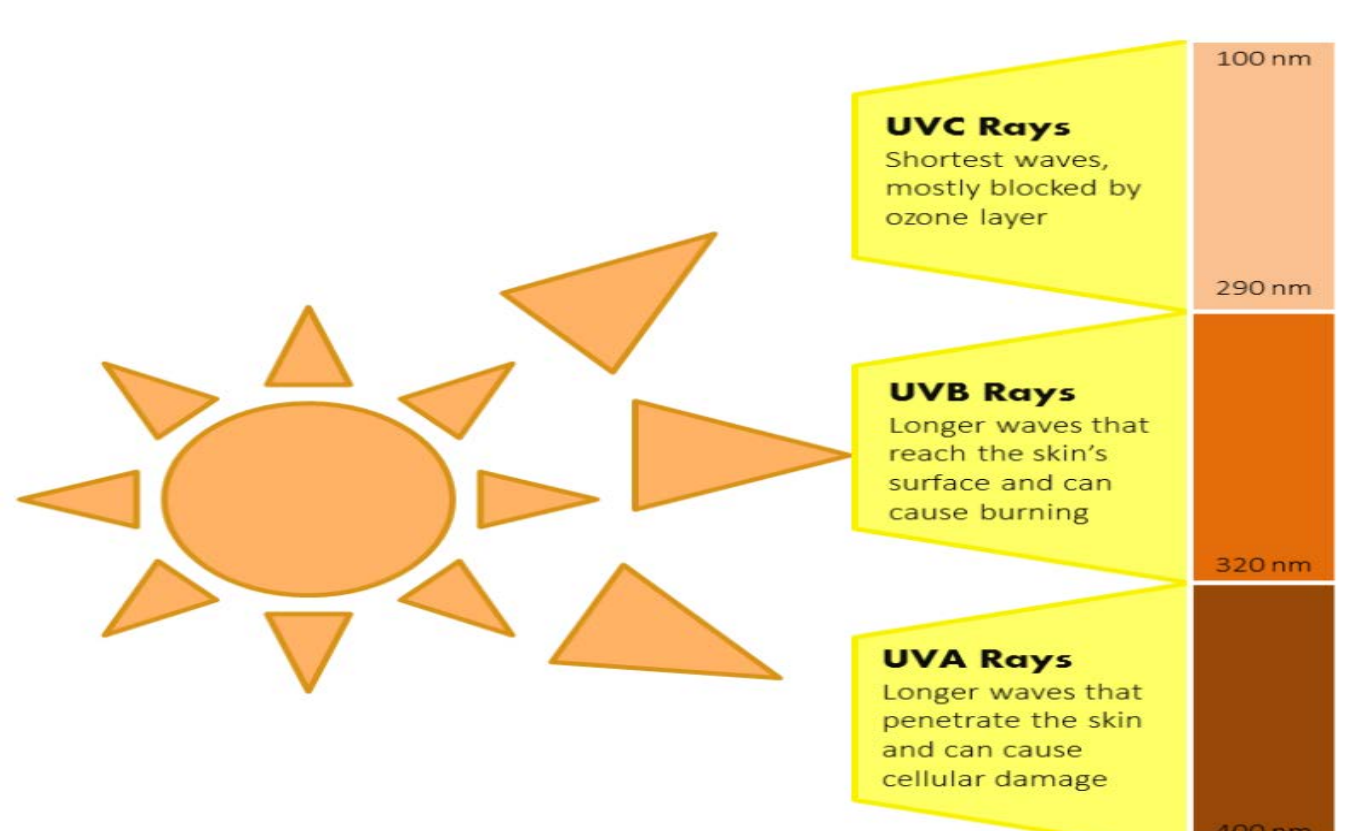 100 nm
UVC Rays
Shortest waves,
mostly blocked by
ozone layer
290 nm
UVB Rays
Longer waves that
reach the skin's
surface and can
cause burning
320 nm
UVA Rays
Longer waves that
penetrate the skin
and can cause
cellular damage
400 nm